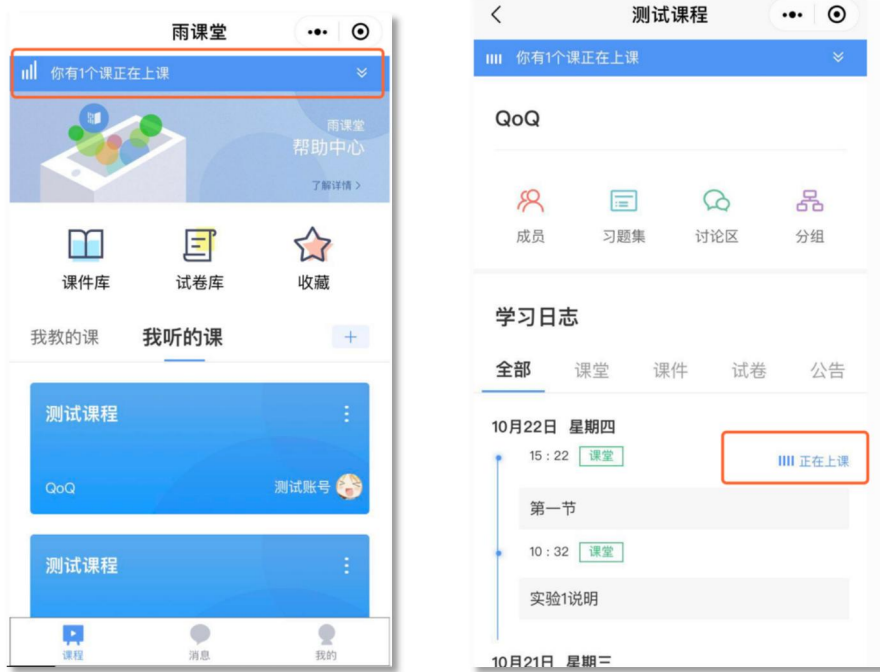 雨课堂
你有1个课正在上课
雨课堂
帮助中心
了解详情 >
课件库
试卷库
收藏
我教的课
我听的课
测试课程
QoQ
测试账号
测试课程
课程
消息
我的
测试课程
你有1个课正在上课
QoQ
成员
习题集
讨论区
分组
学习日志
全部
课堂
课件
试卷
公告
10月22日 星期四
15:22 课堂
正在上课
第一节
10:32 课堂
实验1说明
10月21日 星期三